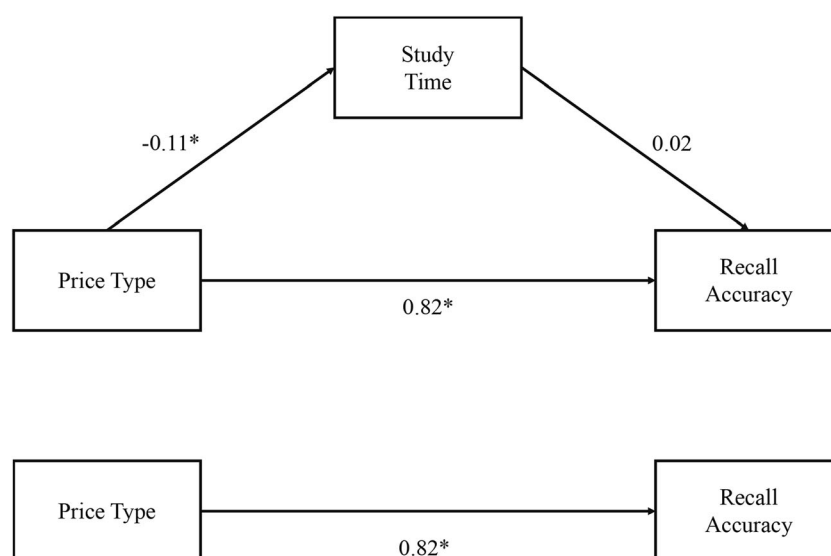 Study
Time
-0.11*
0.02
Price Type
Recall
Accuracy
0.82*
Price Type
Recall
Accuracy
0.82*